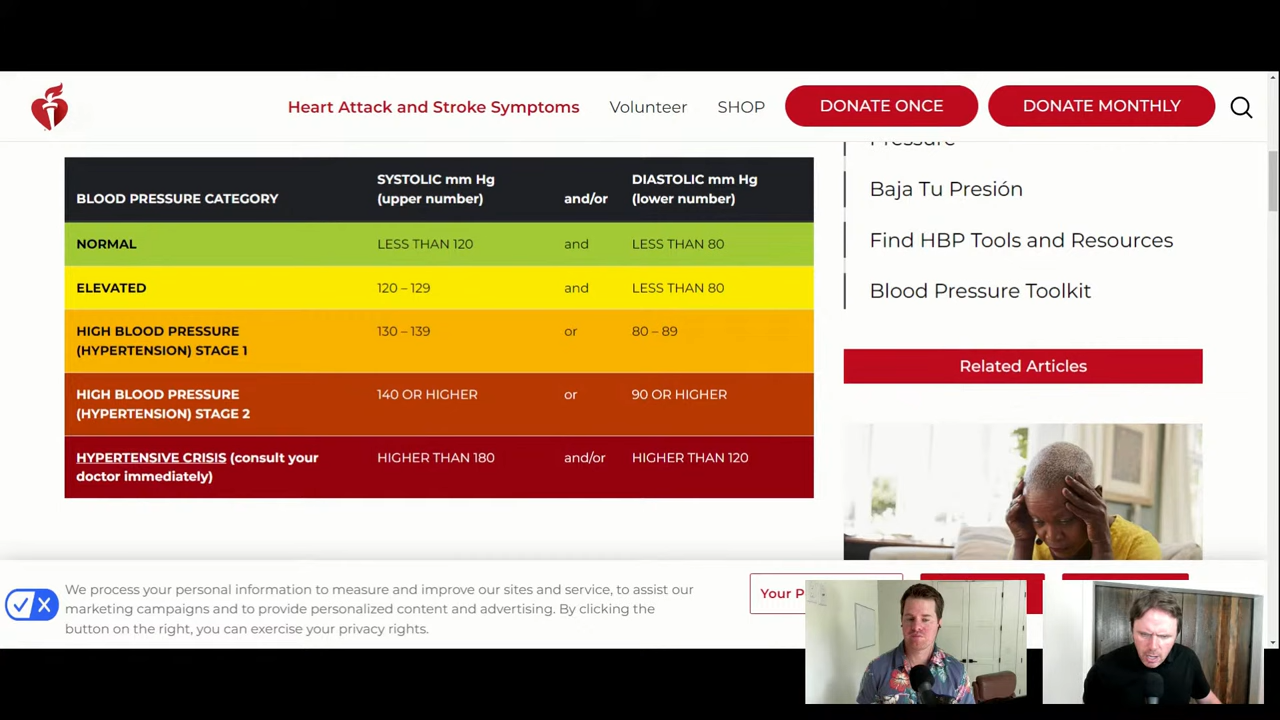 Heart Attack and Stroke Symptoms Volunteer SHOP DONATE ONCE DONATE MONTHLY
BLOOD PRESSURE CATEGORY SYSTOLIC mm Hg (upper number) and/or DIASTOLIC mm Hg (lower number)
NORMAL LESS THAN 120 and LESS THAN 80
ELEVATED 120 – 129 and LESS THAN 80
HIGH BLOOD PRESSURE 130 – 139 or 80 – 89
(HYPERTENSION) STAGE 1
HIGH BLOOD PRESSURE 140 OR HIGHER or 90 OR HIGHER
(HYPERTENSION) STAGE 2
HYPERTENSIVE CRISIS (consult your HIGHER THAN 180 and/or HIGHER THAN 120
doctor immediately)
Pressure
Baja Tu Presión
Find HBP Tools and Resources
Blood Pressure Toolkit
Related Articles
We process your personal information to measure and improve our sites and service, to assist our
marketing campaigns and to provide personalized content and advertising. By clicking the
button on the right, you can exercise your privacy rights.
Your